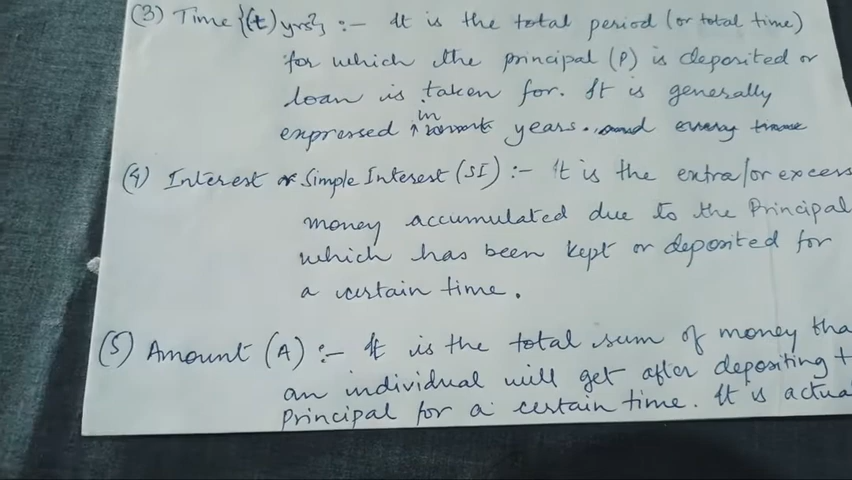 (3) Time {(t) yrs} :- It is the total period (or total time)
for which the principal (P) is deposited or
loan is taken for. It is generally
expressed in years. and every time
(4) Interest or Simple Interest (SI) :- It is the extra/or excess
money accumulated due to the Principal
which has been kept or deposited for
a certain time.
(5) Amount (A) :- It is the total sum of money tha
an individual will get after depositing t
Principal for a certain time. It is actua